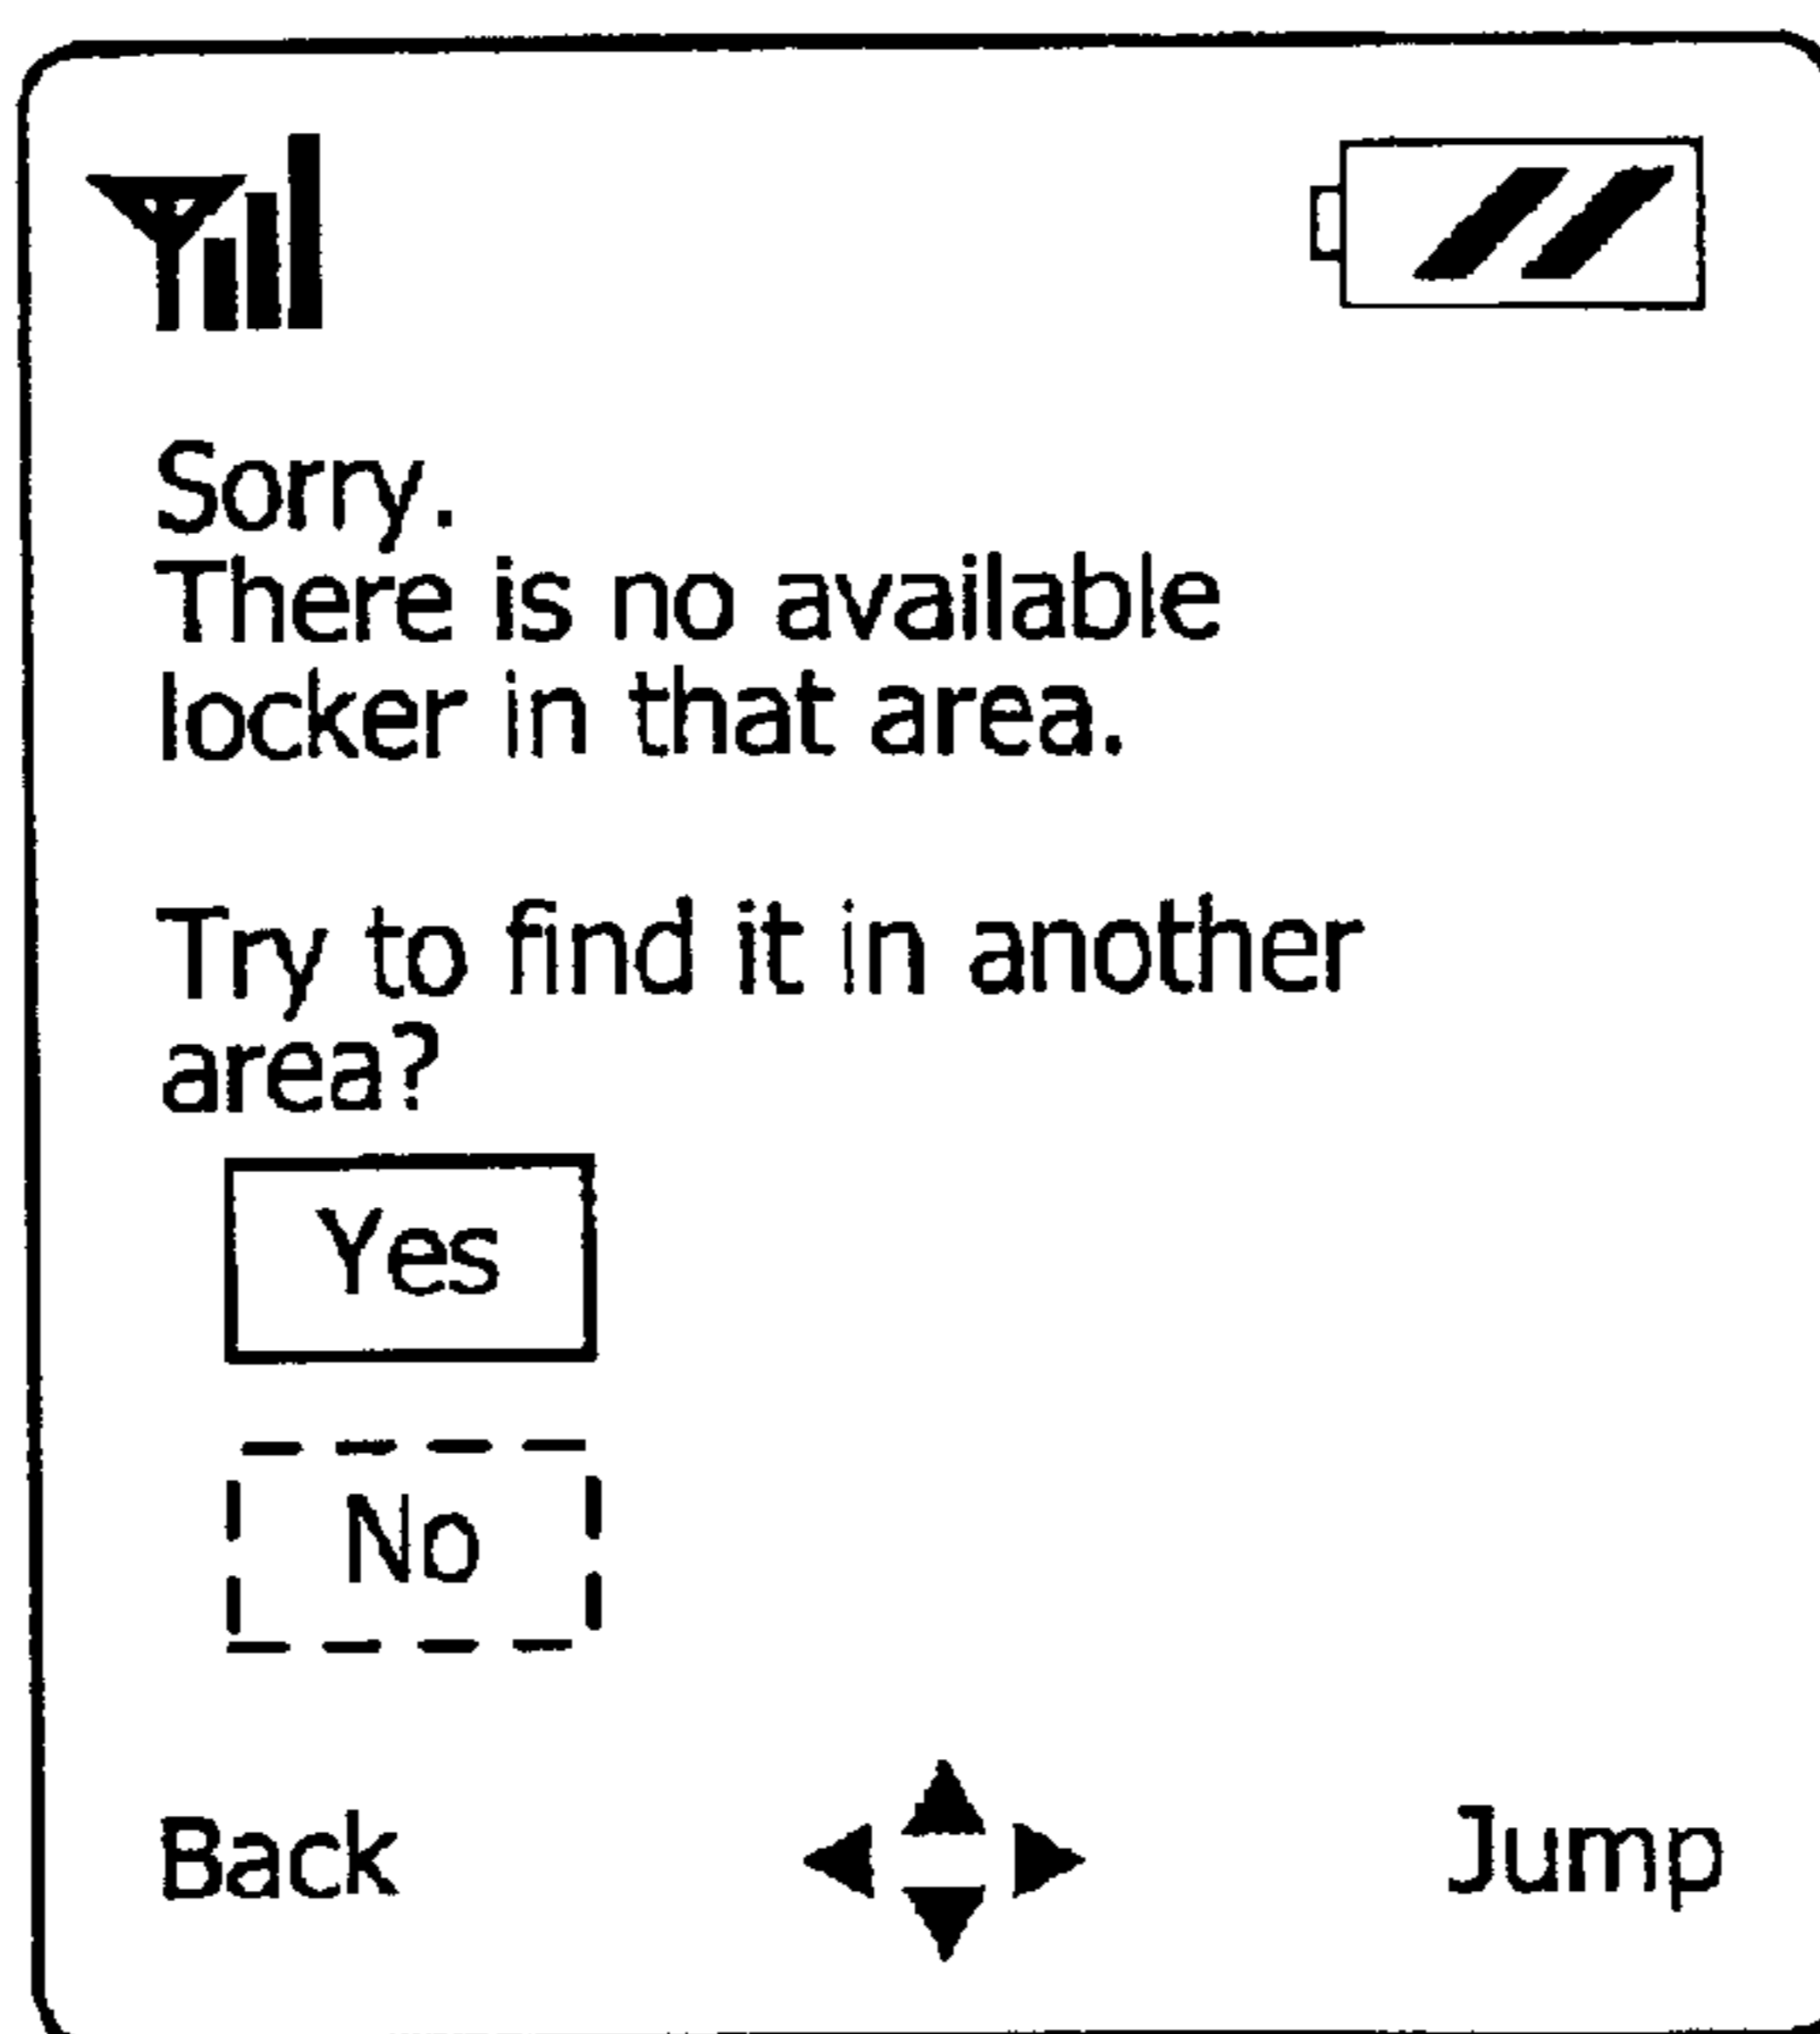 Sorry.
There is no available
locker in that area.
Try to find it in another
area?
Yes
No
Back
Jump